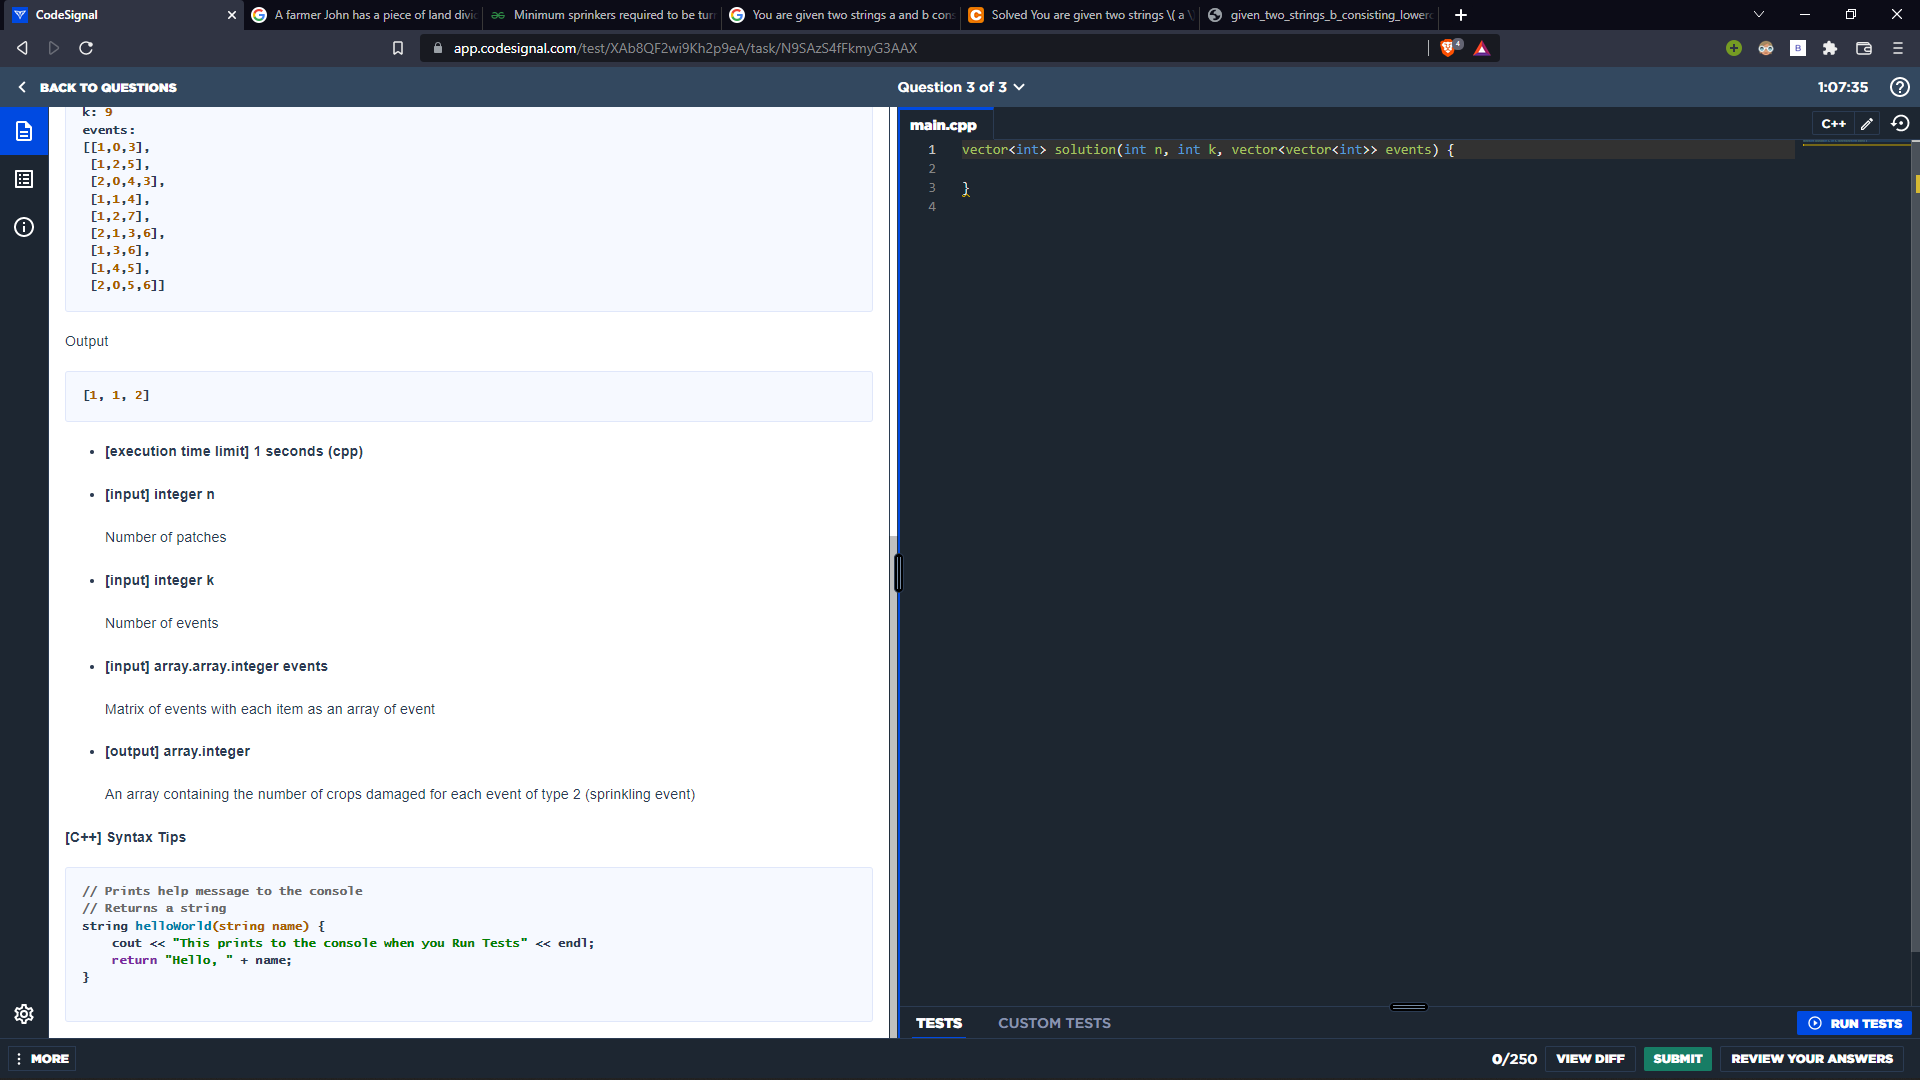 CodeSignal
A farmer John has a piece of land divi
Minimum sprinkers required to be tur
You are given two strings a and b cons
Solved You are given two strings \( a \
given_two_strings_b_consisting_lowerc
app.codesignal.com/test/XAb8QF2wi9Kh2p9eA/task/N9SAzS4fFkmyG3AAX
BACK TO QUESTIONS
Question 3 of 3
1:07:35
k: 9
events:
[[1,0,3],
[1,2,5],
[2,0,4,3],
[1,1,4],
[1,2,7],
[2,1,3,6],
[1,3,6],
[1,4,5],
[2,0,5,6]]
Output
[1, 1, 2]
• [execution time limit] 1 seconds (cpp)
• [input] integer n
Number of patches
• [input] integer k
Number of events
• [input] array.array.integer events
Matrix of events with each item as an array of event
• [output] array.integer
An array containing the number of crops damaged for each event of type 2 (sprinkling event)
[C++] Syntax Tips
// Prints help message to the console
// Returns a string
string helloWorld(string name) {
cout << "This prints to the console when you Run Tests" << endl;
return "Hello, " + name;
}
MORE
main.cpp
C++
1 vector<int> solution(int n, int k, vector<vector<int>> events) {
2
3 }
4
TESTS
CUSTOM TESTS
RUN TESTS
0/250
VIEW DIFF
SUBMIT
REVIEW YOUR ANSWERS